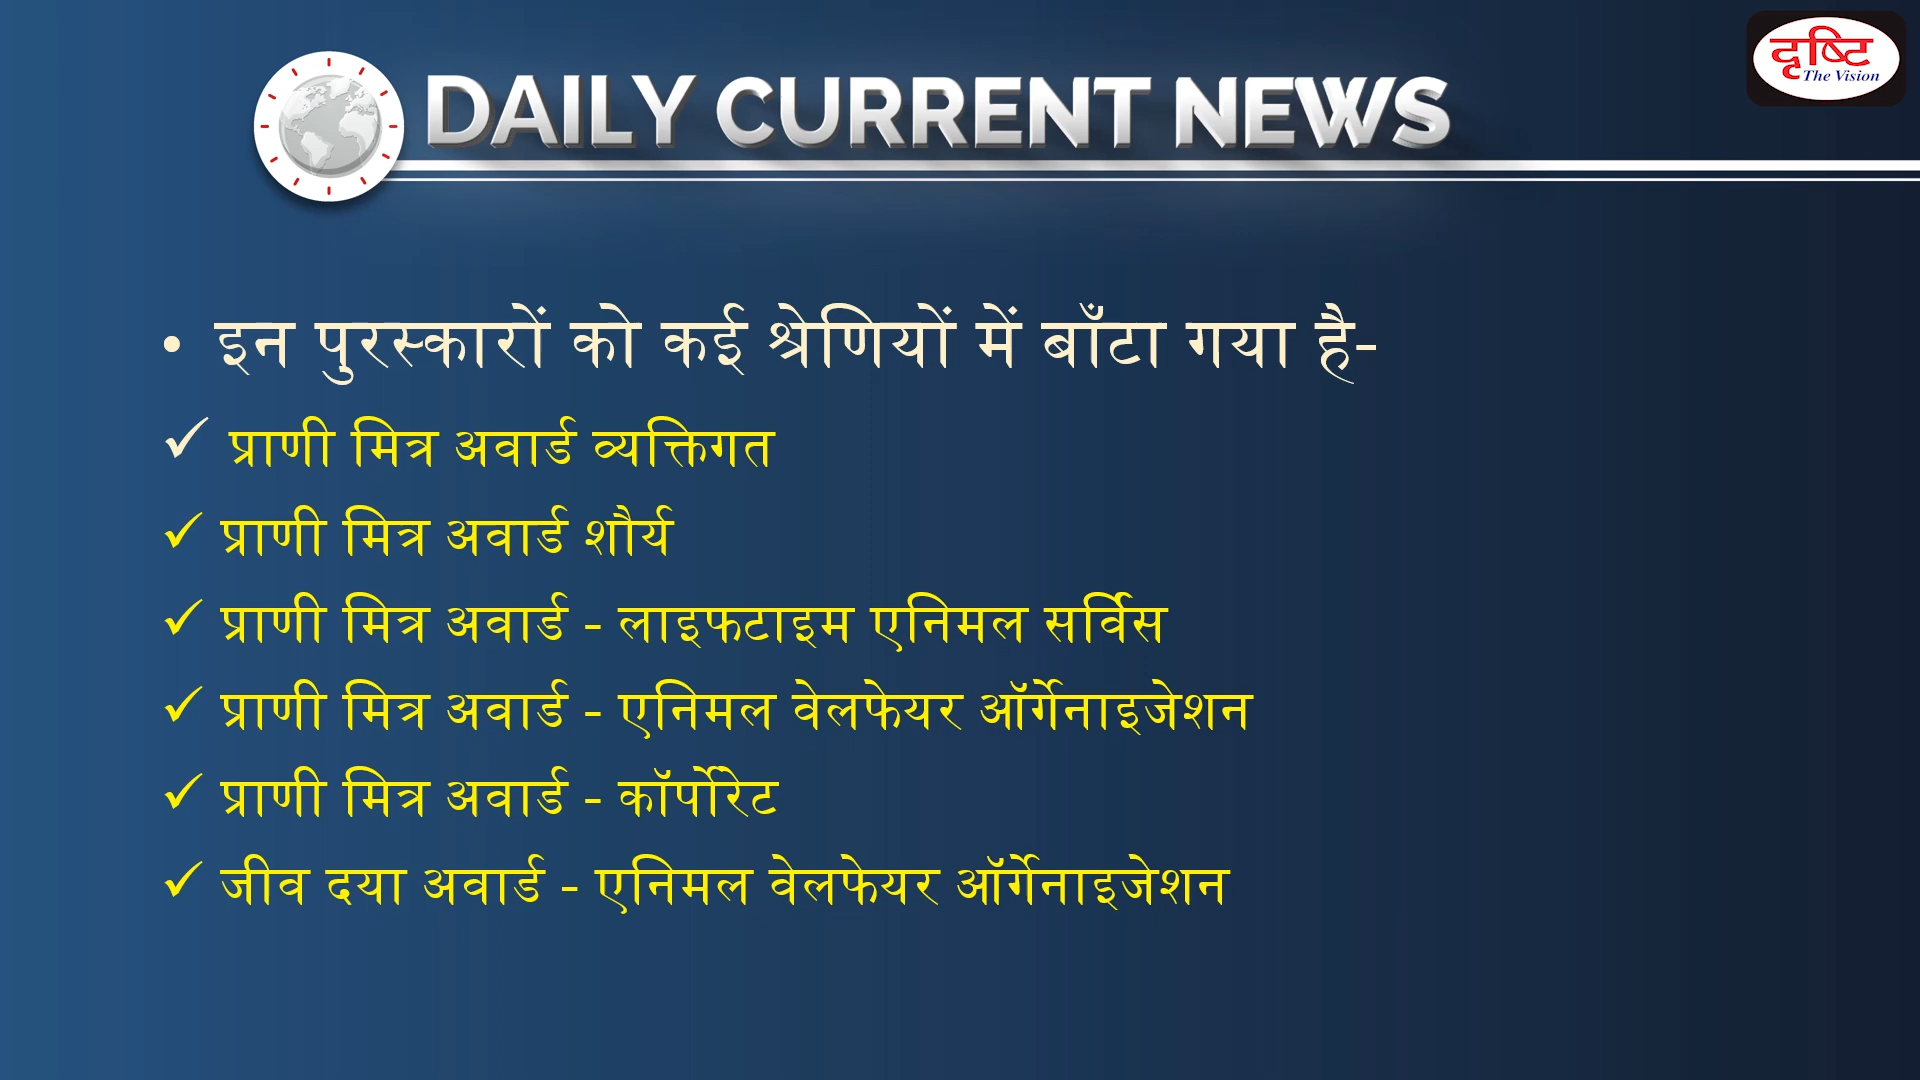 दृष्टि
The Vision
DAILY CURRENT NEWS
• इन पुरस्कारों को कई श्रेणियों में बाँटा गया है-
✓ प्राणी मित्र अवार्ड व्यक्तिगत
✓ प्राणी मित्र अवार्ड शौर्य
✓ प्राणी मित्र अवार्ड - लाइफटाइम एनिमल सर्विस
✓ प्राणी मित्र अवार्ड - एनिमल वेलफेयर ऑर्गेनाइजेशन
✓ प्राणी मित्र अवार्ड - कॉर्पोरेट
✓ जीव दया अवार्ड - एनिमल वेलफेयर ऑर्गेनाइजेशन